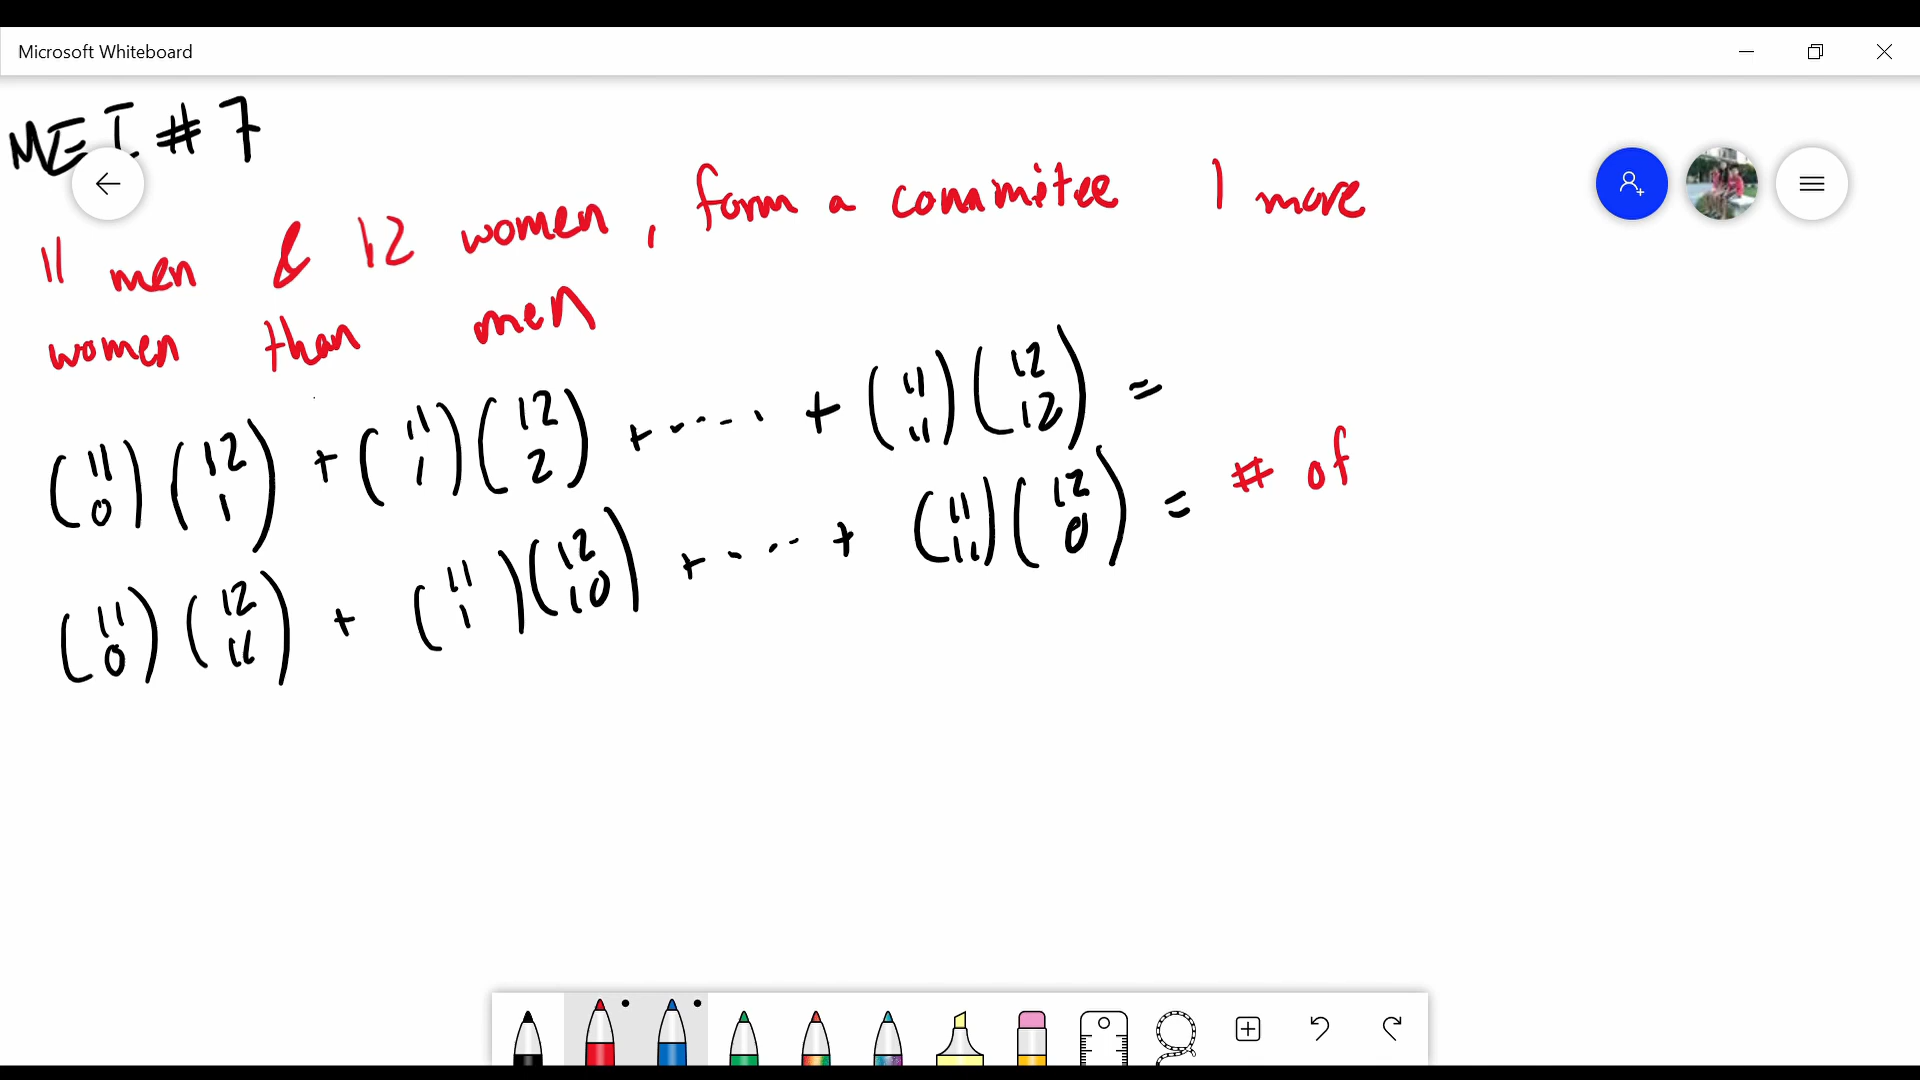 Microsoft Whiteboard
MEI # 7
11 men & 12 women, form a committee 1 more
women than men
(11 0)(12 1) + (11 1)(12 2) + ..... + (11 11)(12 12) =
(11 0)(12 11) + (11 1)(12 10) + .... + (11 11)(12 0) = # of